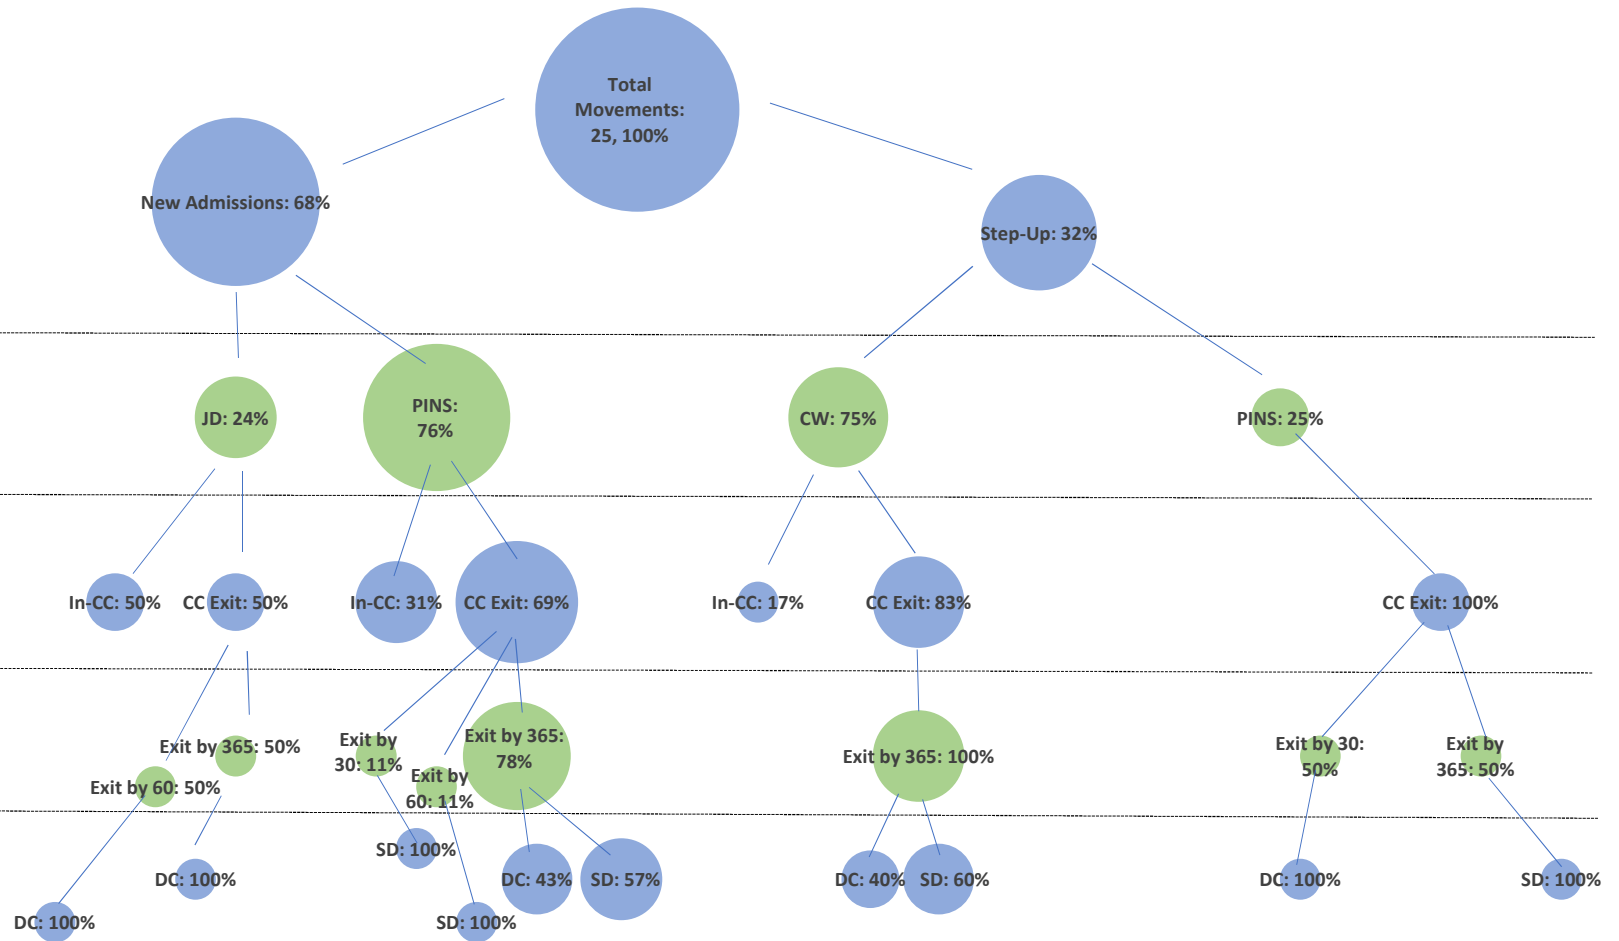 Total
Movements:
25, 100%
New Admissions: 68%
Step-Up: 32%
JD: 24%
PINS:
76%
CW: 75%
PINS: 25%
In-CC: 50%
CC Exit: 50%
In-CC: 31%
CC Exit: 69%
In-CC: 17%
CC Exit: 83%
CC Exit: 100%
Exit by 60: 50%
Exit by 365: 50%
Exit by
30: 11%
Exit by
60: 11%
Exit by 365:
78%
Exit by 365: 100%
Exit by 30:
50%
Exit by
365: 50%
DC: 100%
DC: 100%
SD: 100%
SD: 100%
DC: 43%
SD: 57%
DC: 40%
SD: 60%
DC: 100%
SD: 100%